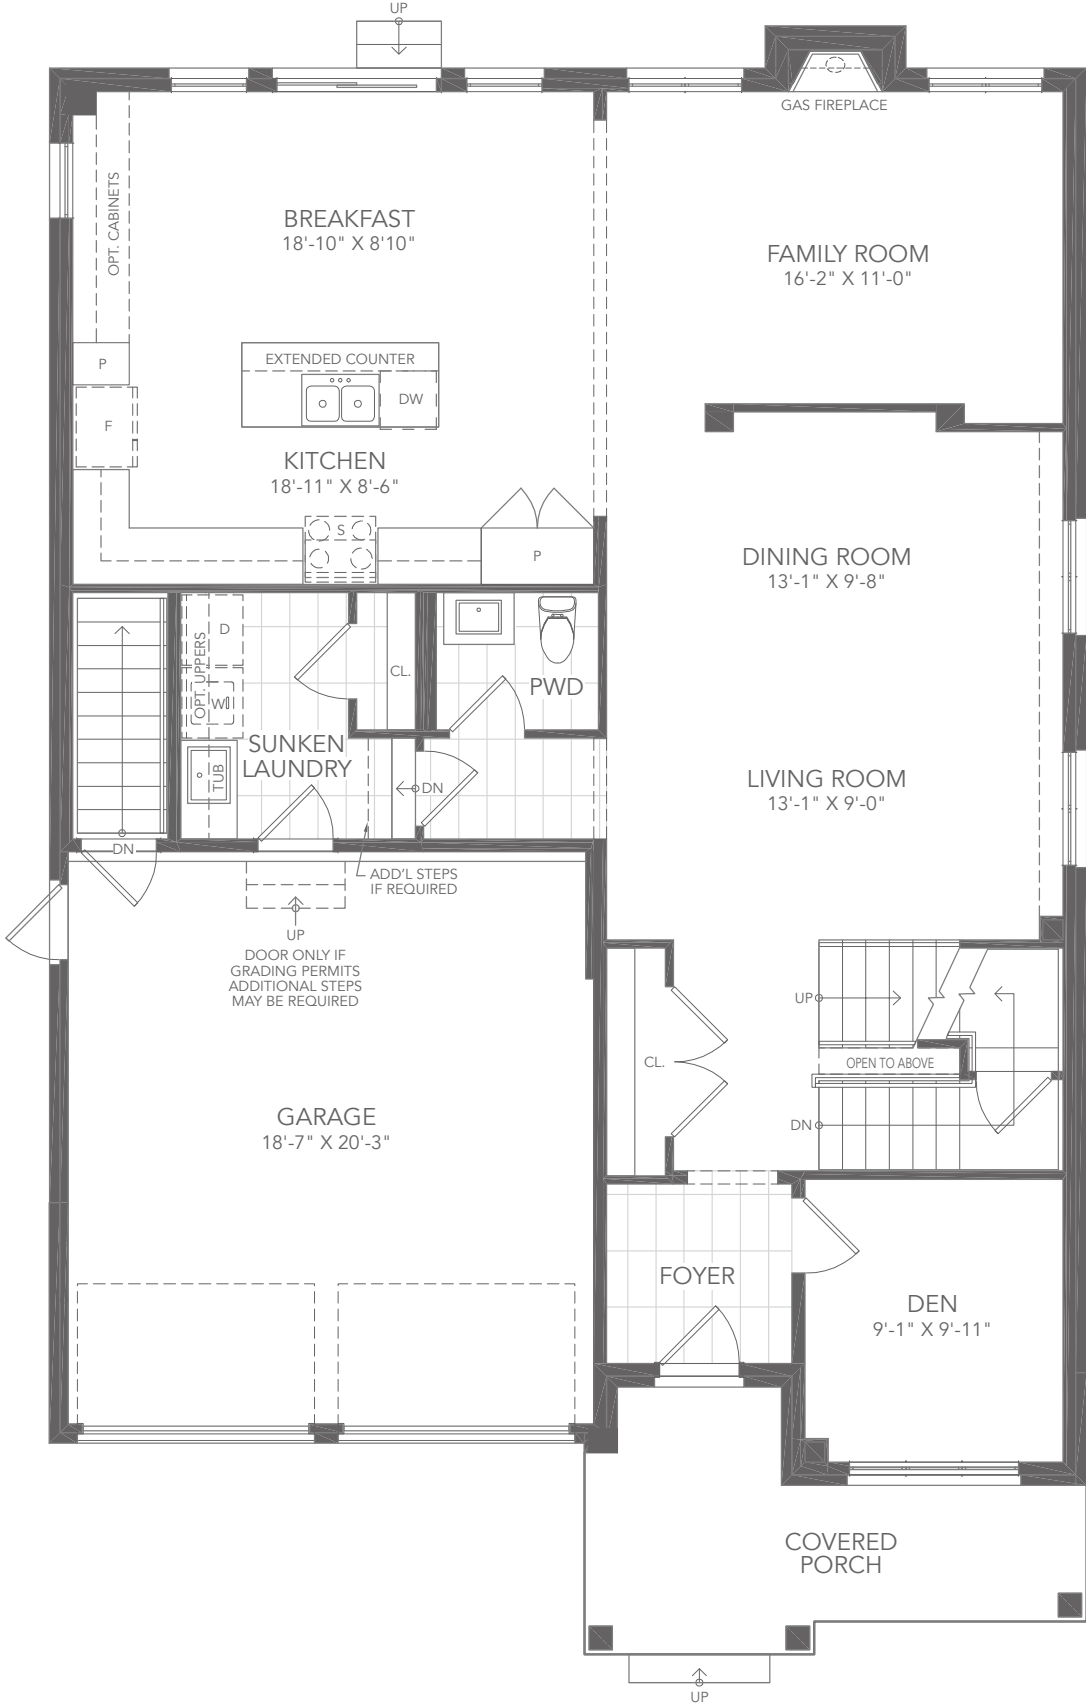 UP
GAS FIREPLACE
OPT. CABINETS
BREAKFAST
18'-10" X 8'10"
FAMILY ROOM
16'-2" X 11'-0"
P
EXTENDED COUNTER
DW
F
KITCHEN
18'-11" X 8'-6"
S
P
DINING ROOM
13'-1" X 9'-8"
D
OPT. UPPERS
W
CL.
PWD
SUNKEN
LAUNDRY
TUB
DN
LIVING ROOM
13'-1" X 9'-0"
DN
ADD'L STEPS
IF REQUIRED
UP
DOOR ONLY IF
GRADING PERMITS
ADDITIONAL STEPS
MAY BE REQUIRED
UP
CL.
OPEN TO ABOVE
DN
GARAGE
18'-7" X 20'-3"
FOYER
DEN
9'-1" X 9'-11"
COVERED
PORCH
UP